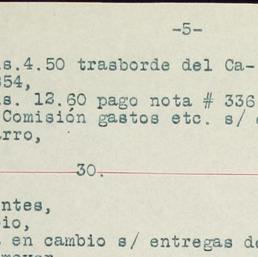 -5-
s.4.50 trasborde del Ca-
354,
s. 12.60 pago nota # 336
Comisión gastos etc. s/
arro,
30.
ntes,
io,
en cambio s/ entregas de